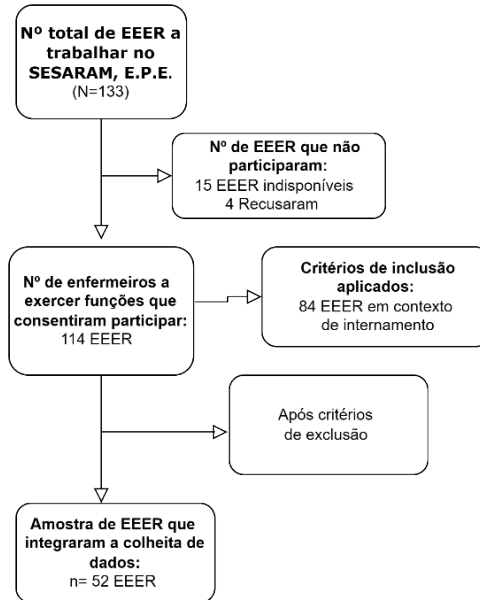 Nº total de EEER a
trabalhar no
SESARAM, E.P.E.
(N=133)
Nº de EEER que não
participaram:
15 EEER indisponíveis
4 Recusaram
Nº de enfermeiros a
exercer funções que
consentiram participar:
114 EEER
Critérios de inclusão
aplicados:
84 EEER em contexto
de internamento
Após critérios
de exclusão
Amostra de EEER que
integraram a colheita de
dados:
n= 52 EEER